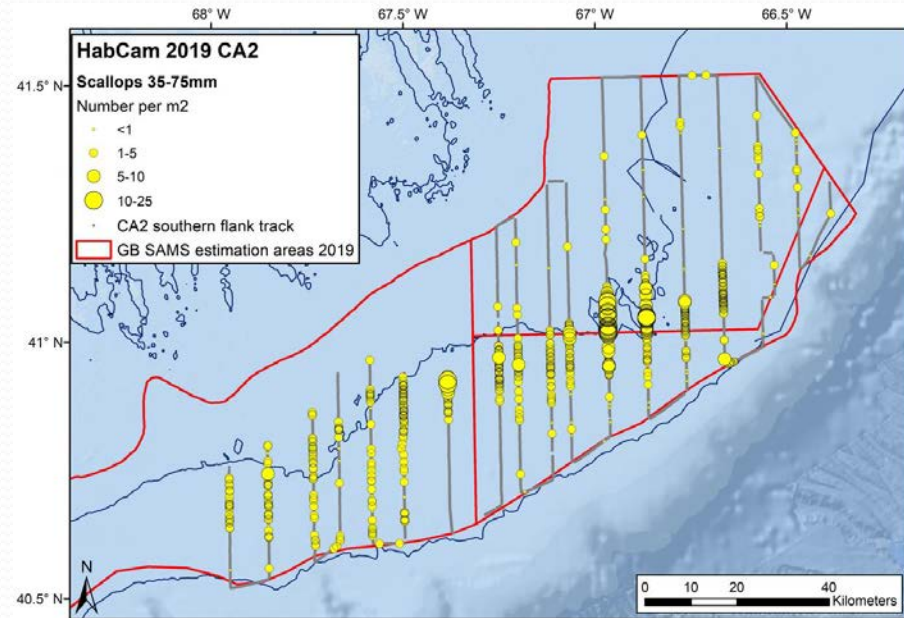 68° W
67.5° W
67° W
66.5° W
HabCam 2019 CA2
Scallops 35-75mm
Number per m2
<1
1-5
5-10
10-25
CA2 southern flank track
GB SAMS estimation areas 2019
41.5° N
41° N
40.5° N
N
0 10 20 40
Kilometers